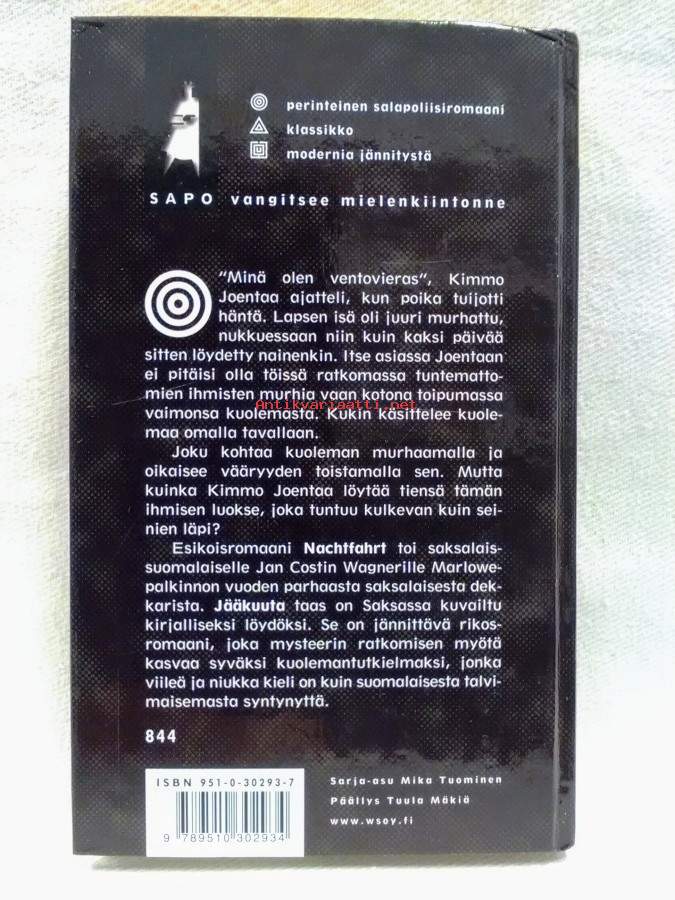 perinteinen salapoliisiromaani
klassikko
modernia jännitystä
SAPO vangitsee mielenkiintonne
"Minä olen ventovieras", Kimmo
Joentaa ajatteli, kun poika tuijotti
häntä. Lapsen isä oli juuri murhattu,
nukkuessaan niin kuin kaksi päivää
sitten löydetty nainenkin. Itse asiassa Joentaan
ei pitäisi olla töissä ratkomassa tuntematto-
mien ihmisten murhia vaan kotona toipumassa
Antikvariaatti.net
vaimonsa kuolemasta. Kukin käsittelee kuole-
maa omalla tavallaan.
Joku kohtaa kuoleman murhaamalla ja
oikaisee vääryyden toistamalla sen. Mutta
kuinka Kimmo Joentaa löytää tiensä tämän
ihmisen luokse, joka tuntuu kulkevan kuin sei-
nien läpi?
Esikoisromaani Nachtfahrt toi saksalais-
suomalaiselle Jan Costin Wagnerille Marlowe-
palkinnon vuoden parhaasta saksalaisesta dek-
karista. Jääkuuta taas on Saksassa kuvailtu
kirjalliseksi löydöksi. Se on jännittävä rikos-
romaani, joka mysteerin ratkomisen myötä
kasvaa syväksi kuolemantutkielmaksi, jonka
viileä ja niukka kieli on kuin suomalaisesta talvi-
maisemasta syntynyttä.
844
ISBN 951-0-30293-7
9 789510 302934
Sarja-asu Mika Tuominen
Päällys Tuula Mäkiä
www.wsoy.fi